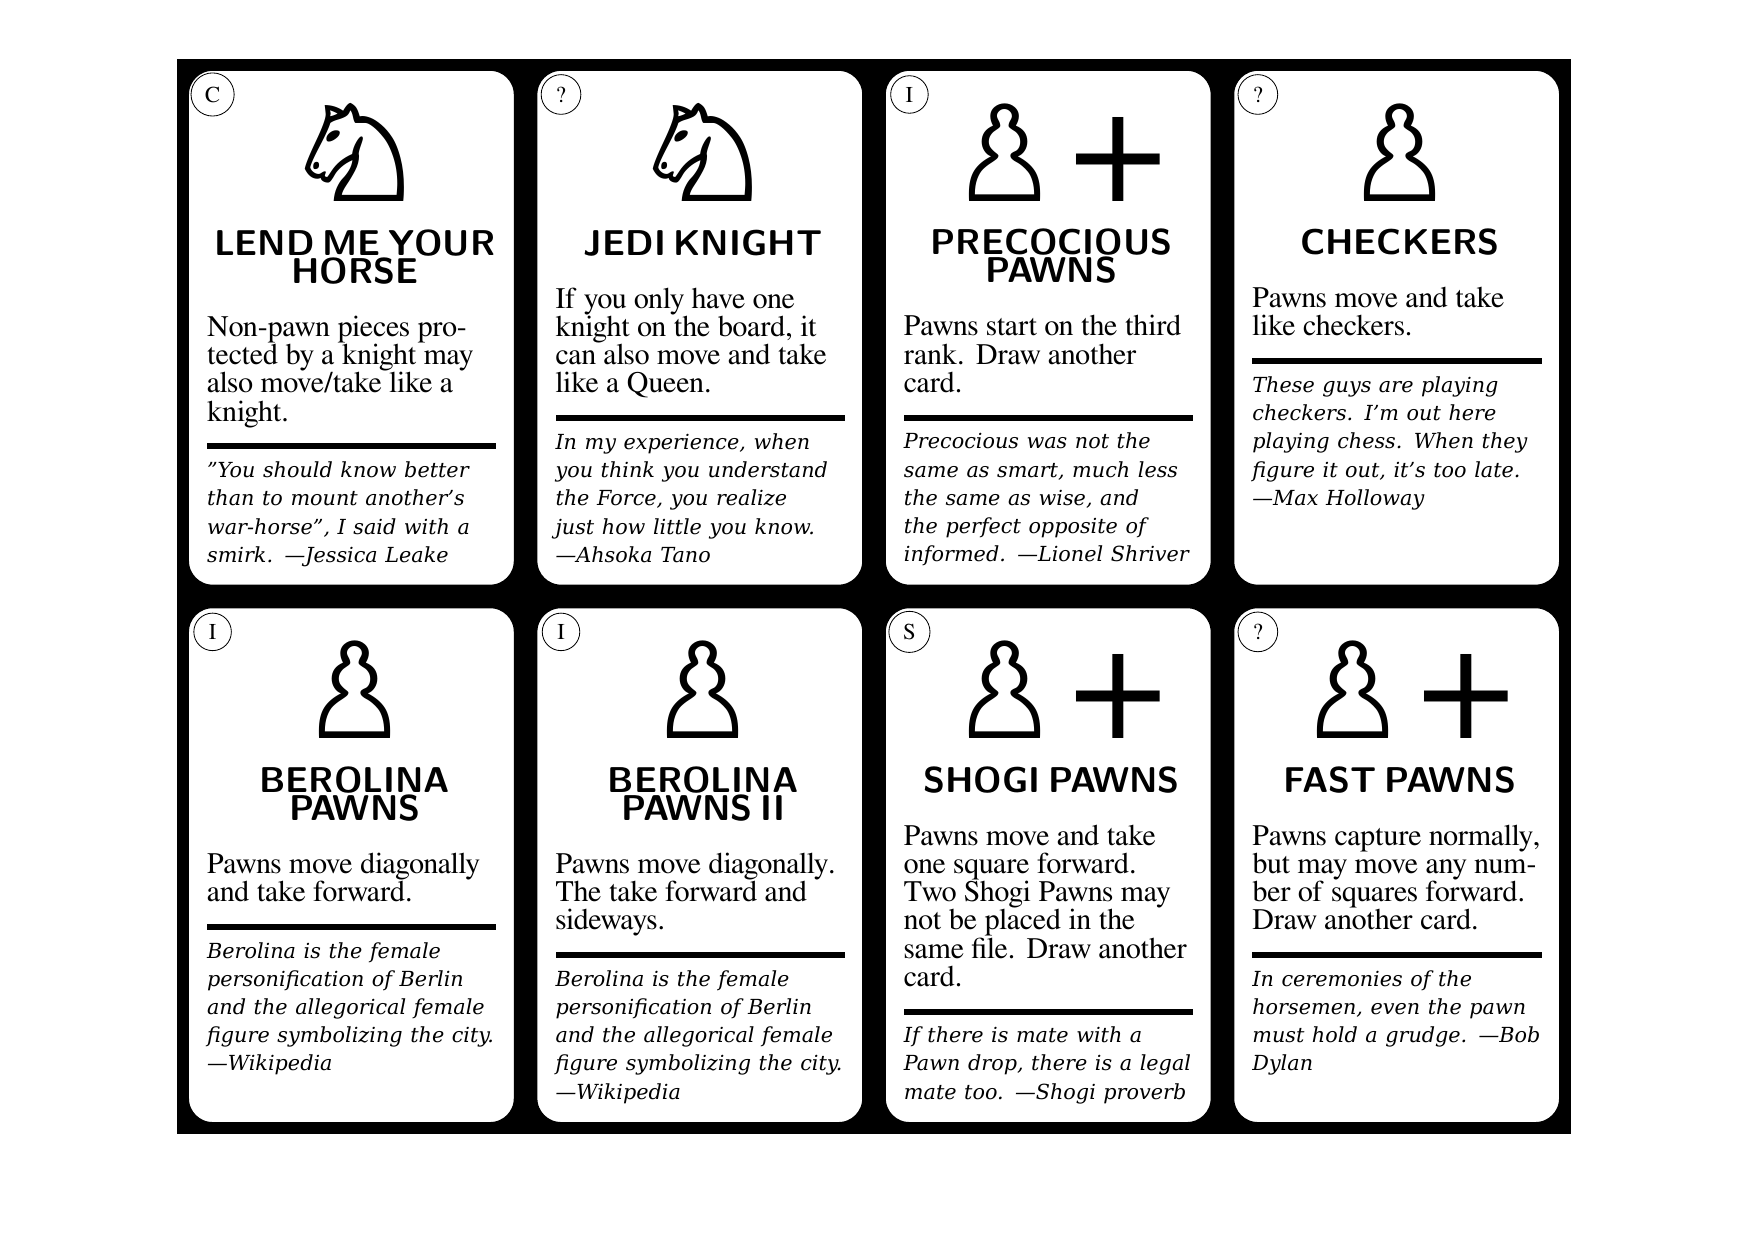 C
LEND ME YOUR
HORSE
Non-pawn pieces pro-
tected by a knight may
also move/take like a
knight.
”You should know better
than to mount another’s
war-horse”, I said with a
smirk. —Jessica Leake
?
JEDI KNIGHT
If you only have one
knight on the board, it
can also move and take
like a Queen.
In my experience, when
you think you understand
the Force, you realize
just how little you know.
—Ahsoka Tano
I
PRECOCIOUS
PAWNS
Pawns start on the third
rank. Draw another
card.
Precocious was not the
same as smart, much less
the same as wise, and
the perfect opposite of
informed. —Lionel Shriver
?
CHECKERS
Pawns move and take
like checkers.
These guys are playing
checkers. I’m out here
playing chess. When they
figure it out, it’s too late.
—Max Holloway
I
BEROLINA
PAWNS
Pawns move diagonally
and take forward.
Berolina is the female
personification of Berlin
and the allegorical female
figure symbolizing the city.
—Wikipedia
I
BEROLINA
PAWNS II
Pawns move diagonally.
The take forward and
sideways.
Berolina is the female
personification of Berlin
and the allegorical female
figure symbolizing the city.
—Wikipedia
S
SHOGI PAWNS
Pawns move and take
one square forward.
Two Shogi Pawns may
not be placed in the
same file. Draw another
card.
If there is mate with a
Pawn drop, there is a legal
mate too. —Shogi proverb
?
FAST PAWNS
Pawns capture normally,
but may move any num-
ber of squares forward.
Draw another card.
In ceremonies of the
horsemen, even the pawn
must hold a grudge. —Bob
Dylan